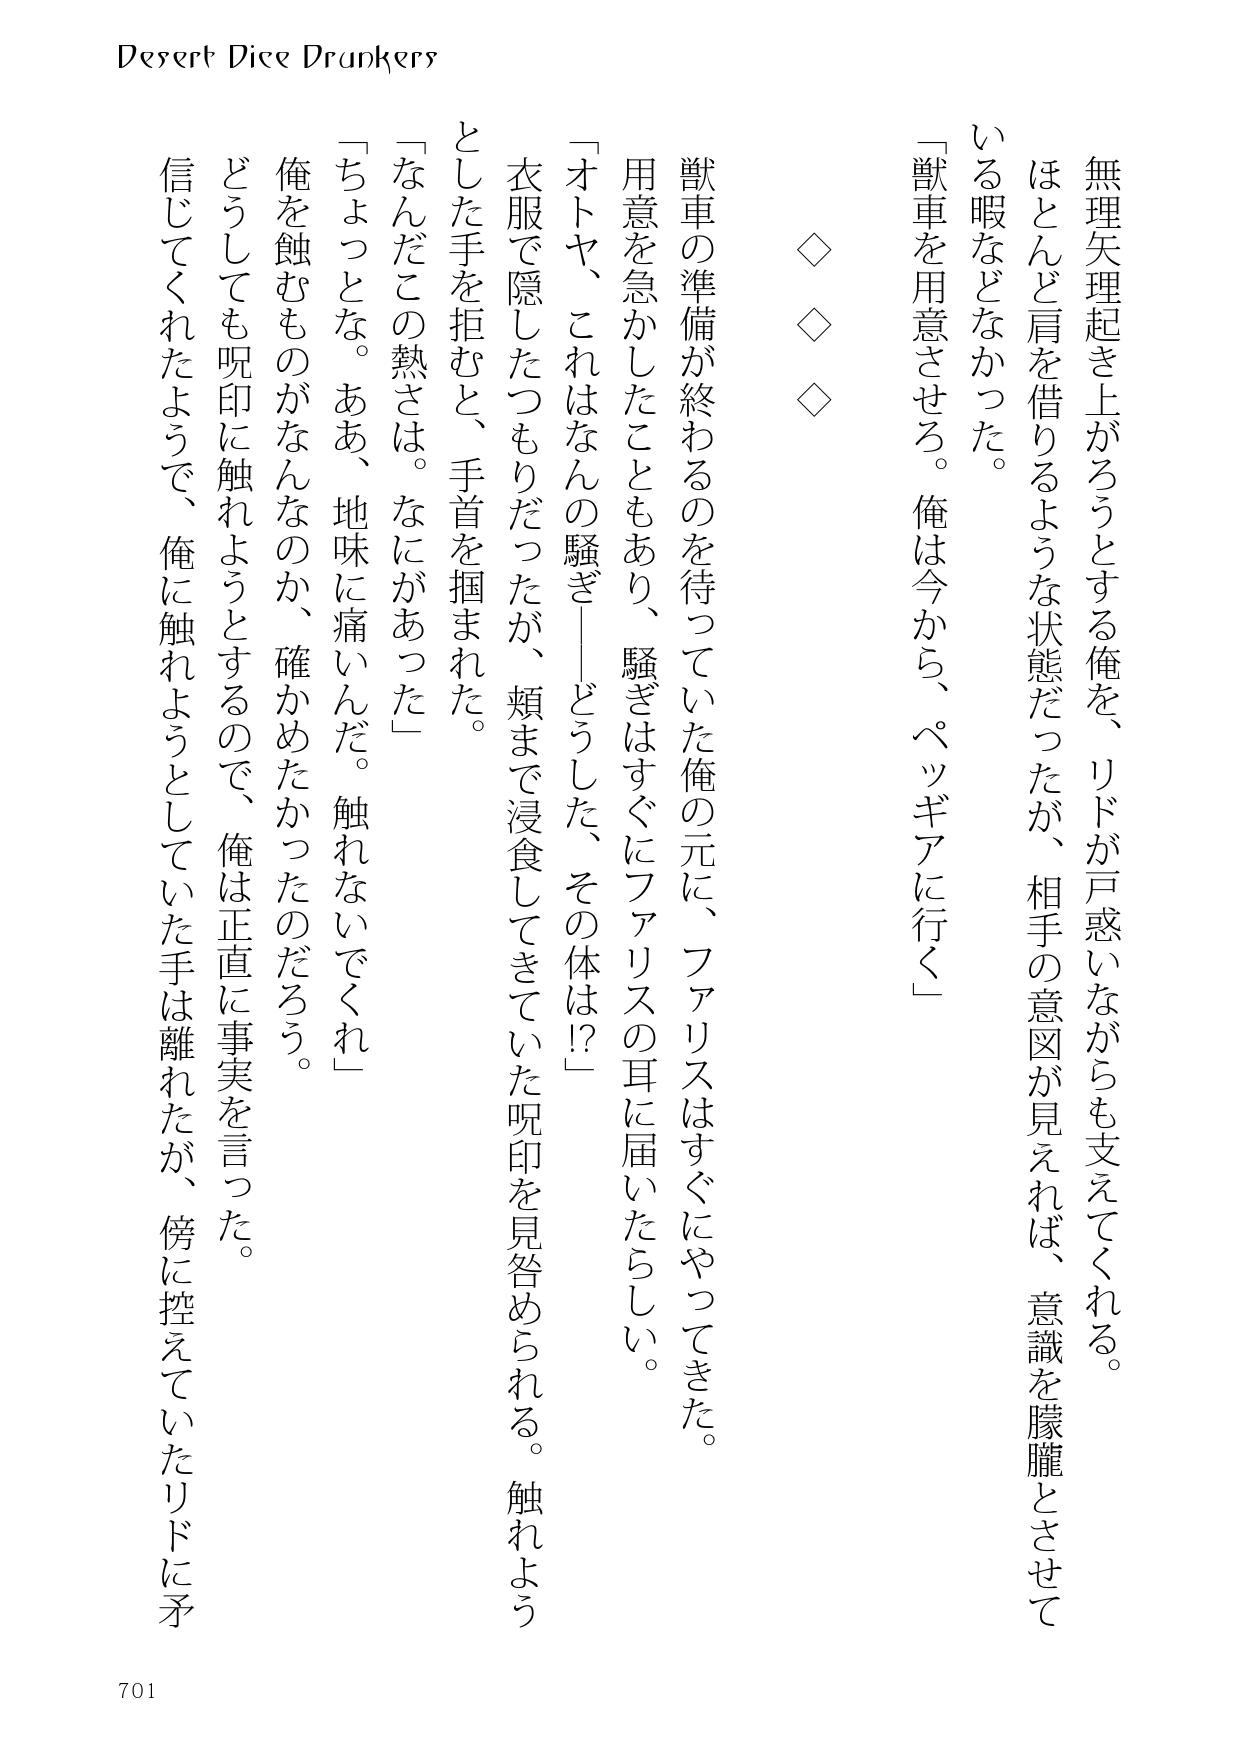 Desert Dice Drunkers
無理矢理起き上がろうとする俺を、リドが戸惑いながらも支えてくれる。
ほとんど肩を借りるような状態だったが、相手の意図が見えれば、意識を朦朧とさせて
いる暇などなかった。
「獣車を用意させろ。俺は今から、ペッギアに行く」
◇ ◇ ◇
獣車の準備が終わるのを待っていた俺の元に、ファリスはすぐにやってきた。
用意を急かしたこともあり、騒ぎはすぐにファリスの耳に届いたらしい。
「オトヤ、これはなんの騒ぎ――どうした、その体は!?」
衣服で隠したつもりだったが、頬まで浸食してきていた呪印を見咎められる。触れよう
とした手を拒むと、手首を掴まれた。
「なんだこの熱さは。なにがあった」
「ちょっとな。ああ、地味に痛いんだ。触れないでくれ」
俺を蝕むものがなんなのか、確かめたかったのだろう。
どうしても呪印に触れようとするので、俺は正直に事実を言った。
信じてくれたようで、俺に触れようとしていた手は離れたが、傍に控えていたリドに矛
701